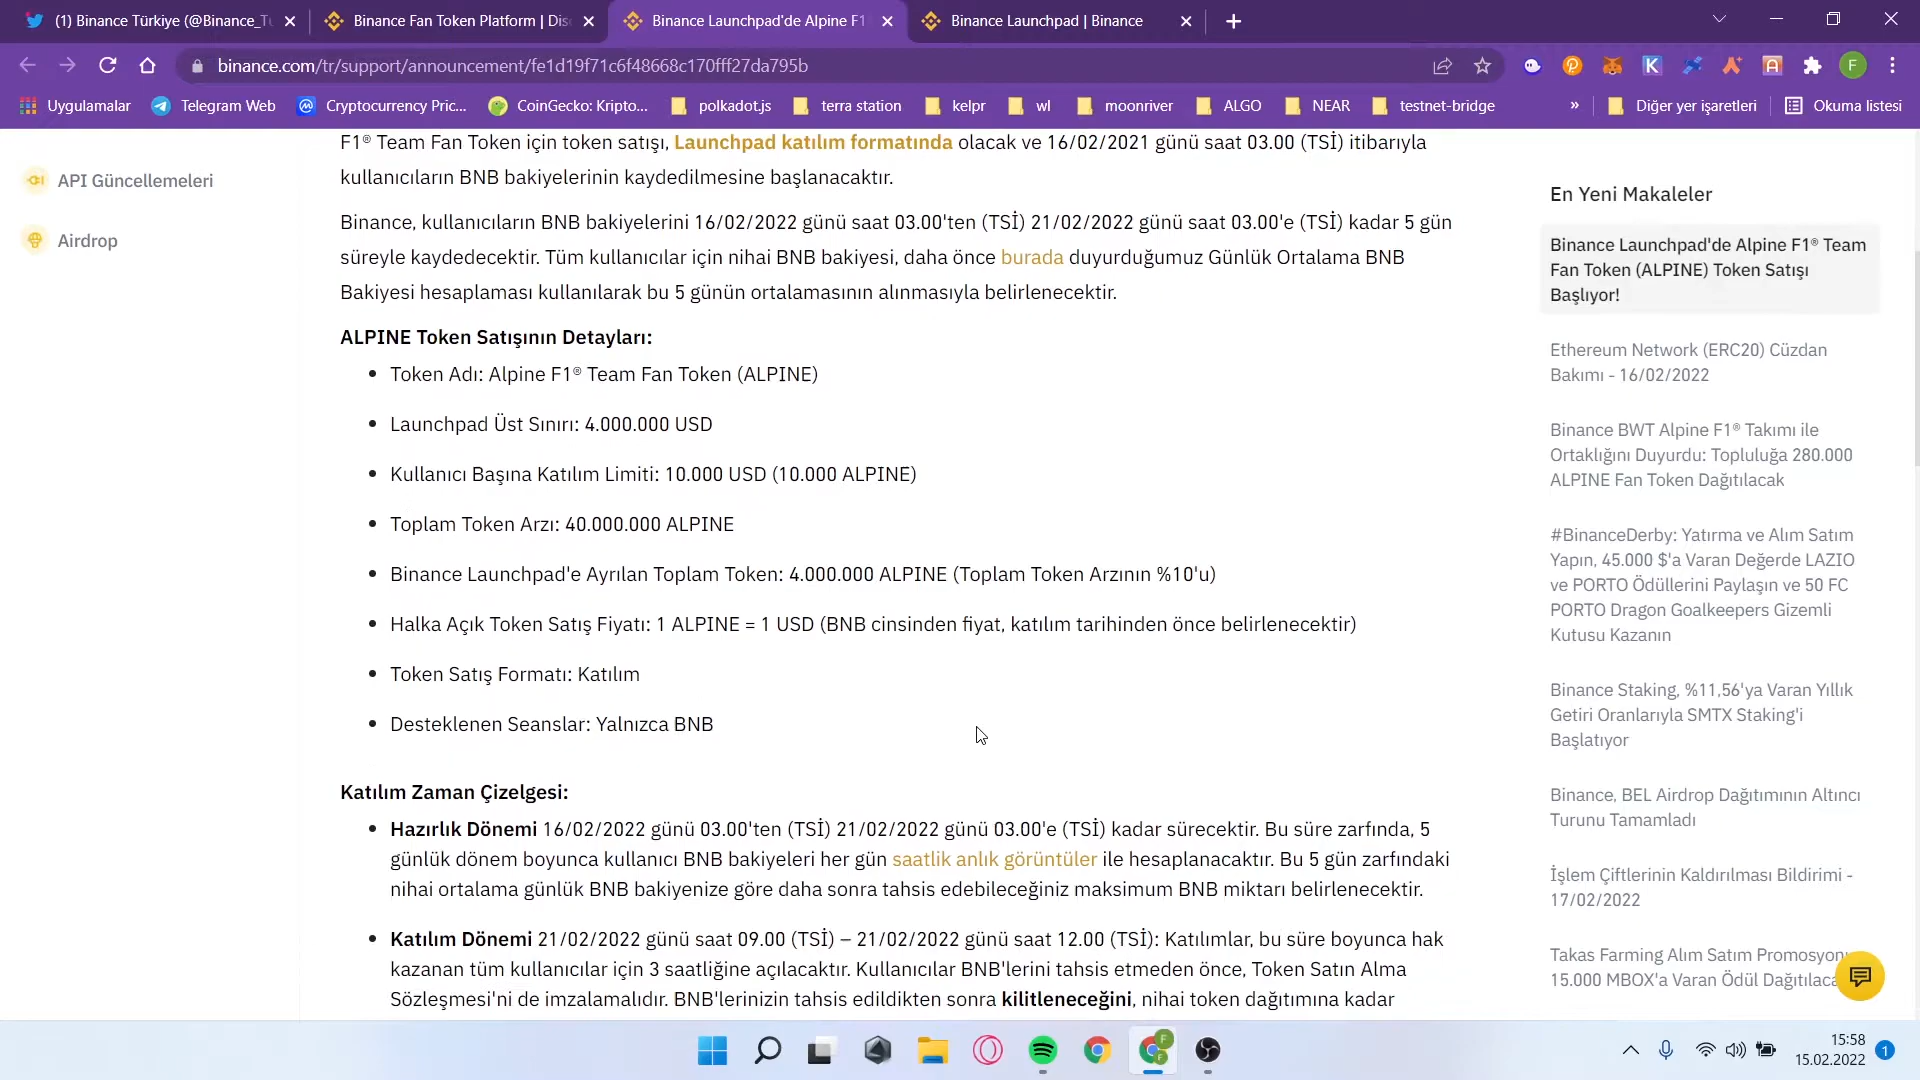 (1) Binance Türkiye (@Binance_T
Binance Fan Token Platform | Dis
Binance Launchpad'de Alpine F1
Binance Launchpad | Binance
binance.com/tr/support/announcement/fe1d19f71c6f48668c170fff27da795b
K
A
F
Uygulamalar
Telegram Web
Cryptocurrency Pric...
CoinGecko: Kripto...
polkadot.js
terra station
kelpr
wl
moonriver
ALGO
NEAR
testnet-bridge
»
Diğer yer işaretleri
Okuma listesi
API Güncellemeleri
Airdrop
F1® Team Fan Token için token satışı, Launchpad katılım formatında olacak ve 16/02/2021 günü saat 03.00 (TSİ) itibarıyla
kullanıcıların BNB bakiyelerinin kaydedilmesine başlanacaktır.
Binance, kullanıcıların BNB bakiyelerini 16/02/2022 günü saat 03.00'ten (TSİ) 21/02/2022 günü saat 03.00'e (TSİ) kadar 5 gün
süreyle kaydedecektir. Tüm kullanıcılar için nihai BNB bakiyesi, daha önce burada duyurduğumuz Günlük Ortalama BNB
Bakiyesi hesaplaması kullanılarak bu 5 günün ortalamasının alınmasıyla belirlenecektir.
ALPINE Token Satışının Detayları:
• Token Adı: Alpine F1® Team Fan Token (ALPINE)
• Launchpad Üst Sınırı: 4.000.000 USD
• Kullanıcı Başına Katılım Limiti: 10.000 USD (10.000 ALPINE)
• Toplam Token Arzı: 40.000.000 ALPINE
• Binance Launchpad'e Ayrılan Toplam Token: 4.000.000 ALPINE (Toplam Token Arzının %10'u)
• Halka Açık Token Satış Fiyatı: 1 ALPINE = 1 USD (BNB cinsinden fiyat, katılım tarihinden önce belirlenecektir)
• Token Satış Formatı: Katılım
• Desteklenen Seanslar: Yalnızca BNB
Katılım Zaman Çizelgesi:
• Hazırlık Dönemi 16/02/2022 günü 03.00'ten (TSİ) 21/02/2022 günü 03.00'e (TSİ) kadar sürecektir. Bu süre zarfında, 5
günlük dönem boyunca kullanıcı BNB bakiyeleri her gün saatlik anlık görüntüler ile hesaplanacaktır. Bu 5 gün zarfındaki
nihai ortalama günlük BNB bakiyenize göre daha sonra tahsis edebileceğiniz maksimum BNB miktarı belirlenecektir.
• Katılım Dönemi 21/02/2022 günü saat 09.00 (TSİ) – 21/02/2022 günü saat 12.00 (TSİ): Katılımlar, bu süre boyunca hak
kazanan tüm kullanıcılar için 3 saatliğine açılacaktır. Kullanıcılar BNB'lerini tahsis etmeden önce, Token Satın Alma
Sözleşmesi'ni de imzalamalıdır. BNB'lerinizin tahsis edildikten sonra kilitleneceğini, nihai token dağıtımına kadar
En Yeni Makaleler
Binance Launchpad'de Alpine F1® Team
Fan Token (ALPINE) Token Satışı
Başlıyor!
Ethereum Network (ERC20) Cüzdan
Bakımı - 16/02/2022
Binance BWT Alpine F1® Takımı ile
Ortaklığını Duyurdu: Topluluğa 280.000
ALPINE Fan Token Dağıtılacak
#BinanceDerby: Yatırma ve Alım Satım
Yapın, 45.000 $'a Varan Değerde LAZIO
ve PORTO Ödüllerini Paylaşın ve 50 FC
PORTO Dragon Goalkeepers Gizemli
Kutusu Kazanın
Binance Staking, %11,56'ya Varan Yıllık
Getiri Oranlarıyla SMTX Staking'i
Başlatıyor
Binance, BEL Airdrop Dağıtımının Altıncı
Turunu Tamamladı
İşlem Çiftlerinin Kaldırılması Bildirimi -
17/02/2022
Takas Farming Alım Satım Promosyon
15.000 MBOX'a Varan Ödül Dağıtılaca
15:58
15.02.2022
1